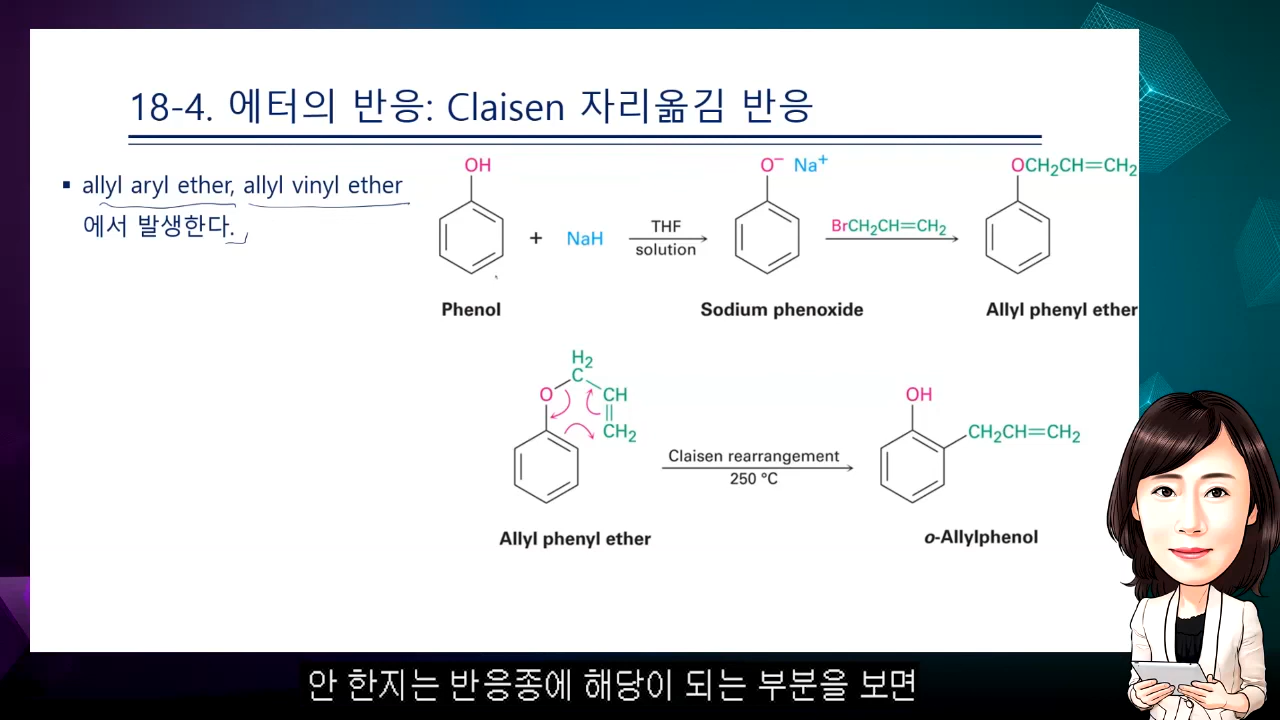 18-4. 에터의 반응: Claisen 자리옮김 반응
▪ allyl aryl ether, allyl vinyl ether
에서 발생한다.
OH
+ NaH
THF
solution
O⁻ Na⁺
BrCH₂CH=CH₂
OCH₂CH=CH₂
Phenol
Sodium phenoxide
Allyl phenyl ether
H₂
C
O
CH
CH₂
Claisen rearrangement
250 °C
OH
CH₂CH=CH₂
Allyl phenyl ether
o-Allylphenol
안 한지는 반응종에 해당이 되는 부분을 보면